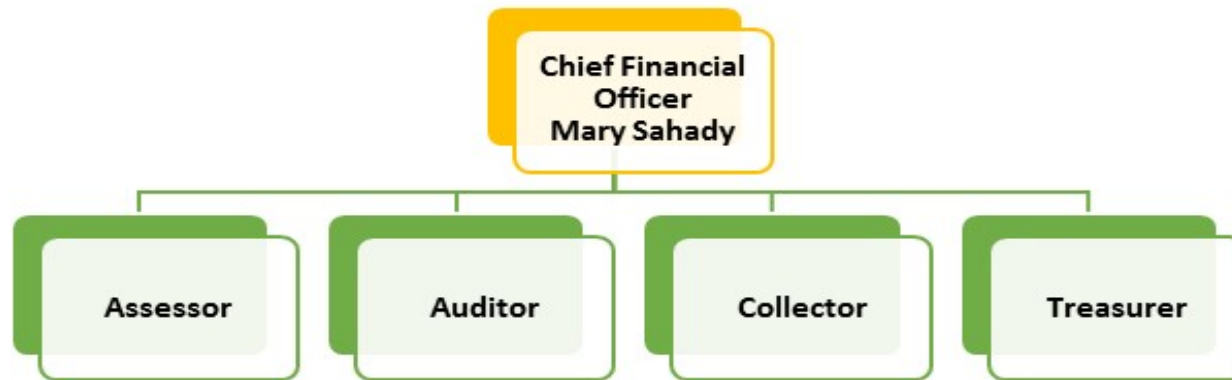 Chief Financial
Officer
Mary Sahady
Assessor
Auditor
Collector
Treasurer